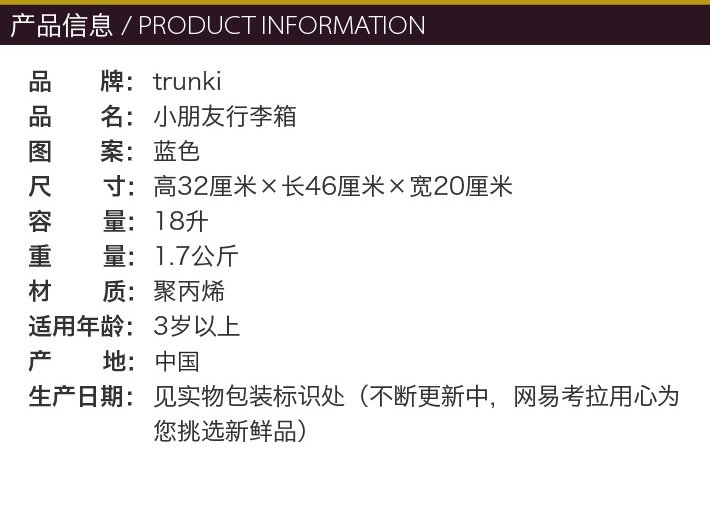 产品信息 / PRODUCT INFORMATION
品 牌： trunki
品 名： 小朋友行李箱
图 案： 蓝色
尺 寸： 高32厘米×长46厘米×宽20厘米
容 量： 18升
重 量： 1.7公斤
材 质： 聚丙烯
适用年龄： 3岁以上
产 地： 中国
生产日期： 见实物包装标识处（不断更新中，网易考拉用心为
您挑选新鲜品）